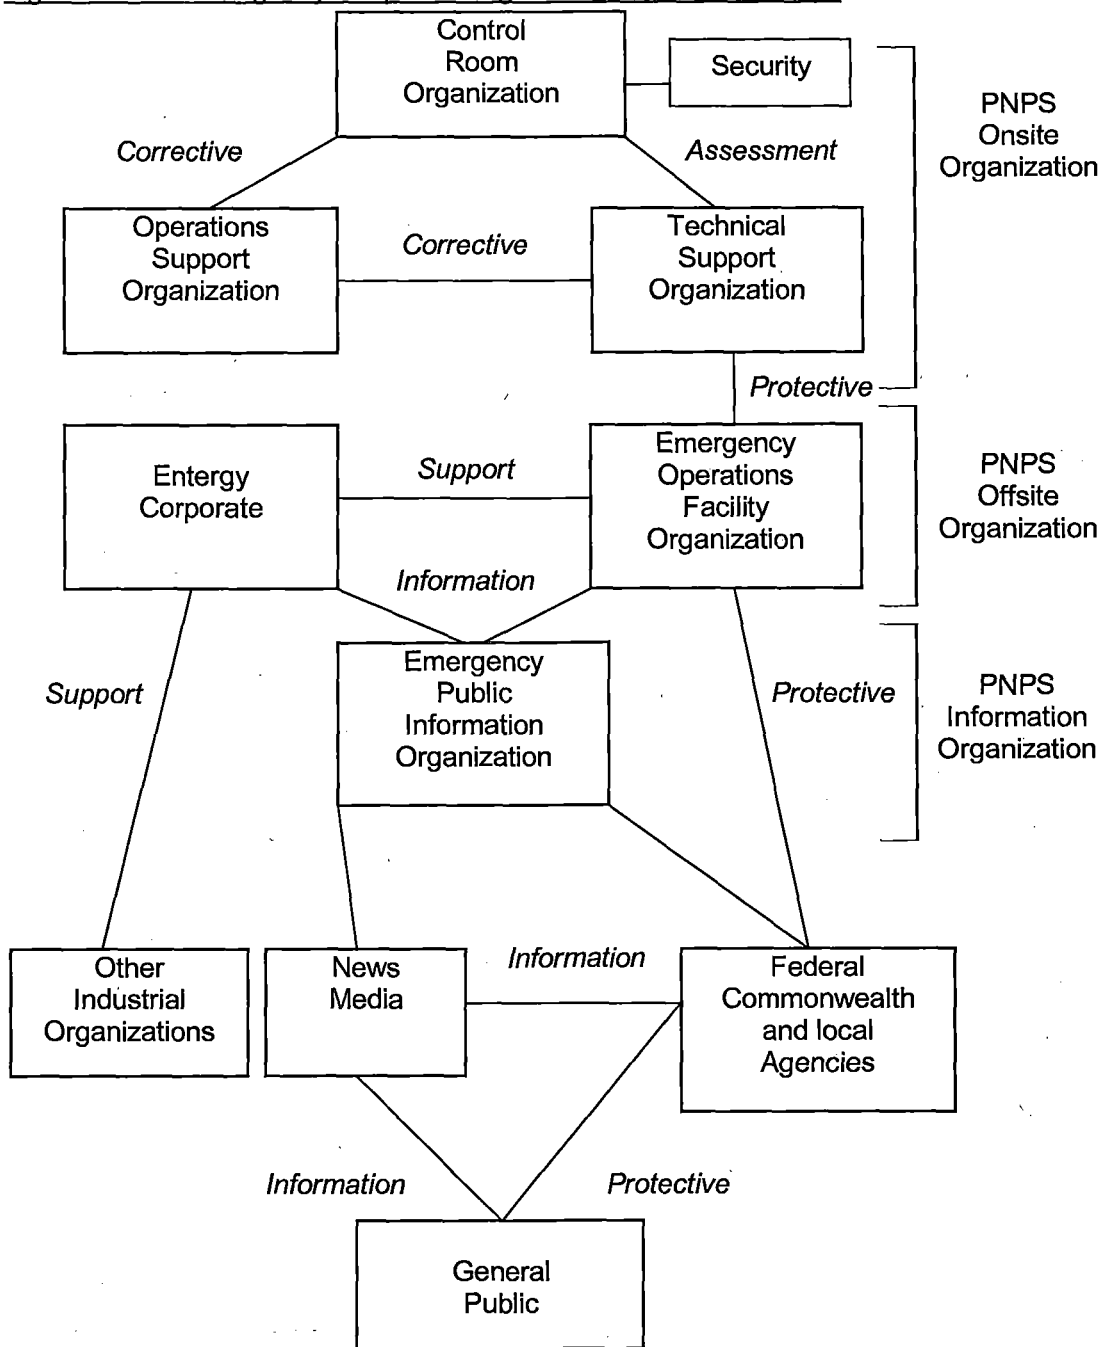 Control
Room
Organization
Security
PNPS
Onsite
Organization
Corrective
Assessment
Operations
Support
Organization
Corrective
Technical
Support
Organization
Protective
Entergy
Corporate
Support
Emergency
Operations
Facility
Organization
PNPS
Offsite
Organization
Information
Emergency
Public
Information
Organization
Support
Protective
PNPS
Information
Organization
Other
Industrial
Organizations
News
Media
Information
Federal
Commonwealth
and local
Agencies
Information
Protective
General
Public